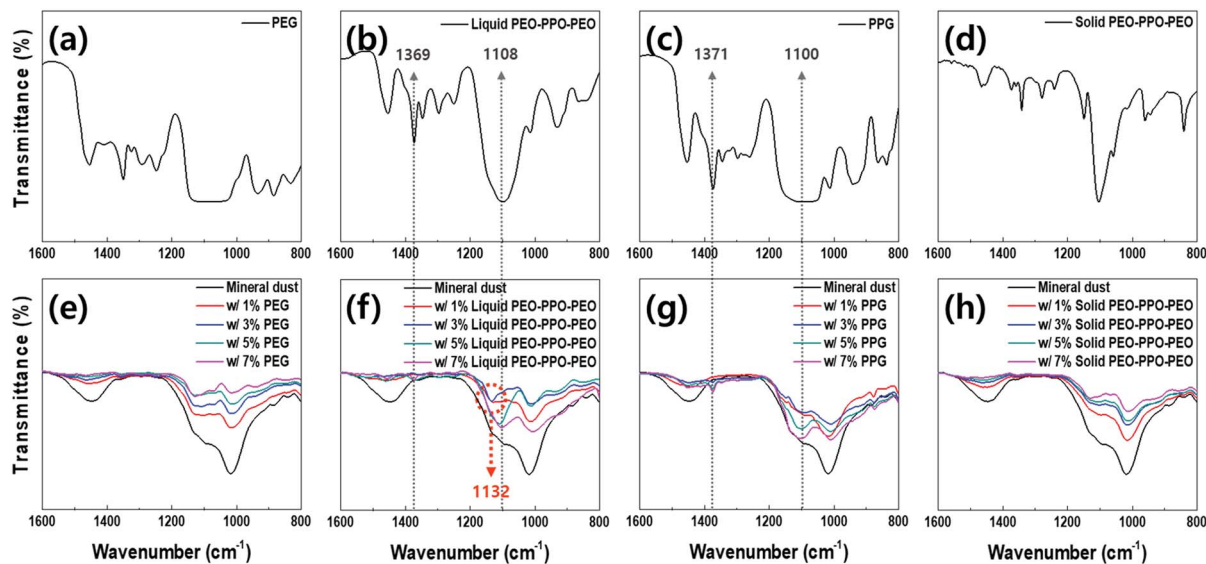 Transmittance (%)
(a)
PEG
1600 1400 1200 1000 800
(b)
Liquid PEO-PPO-PEO
1369
1108
1600 1400 1200 1000 800
(c)
PPG
1371
1100
1600 1400 1200 1000 800
(d)
Solid PEO-PPO-PEO
1600 1400 1200 1000 800
Transmittance (%)
(e)
Mineral dust
w/ 1% PEG
w/ 3% PEG
w/ 5% PEG
w/ 7% PEG
1600 1400 1200 1000 800
Wavenumber (cm-1)
(f)
Mineral dust
w/ 1% Liquid PEO-PPO-PEO
w/ 3% Liquid PEO-PPO-PEO
w/ 5% Liquid PEO-PPO-PEO
w/ 7% Liquid PEO-PPO-PEO
1132
1600 1400 1200 1000 800
Wavenumber (cm-1)
(g)
Mineral dust
w/ 1% PPG
w/ 3% PPG
w/ 5% PPG
w/ 7% PPG
1600 1400 1200 1000 800
Wavenumber (cm-1)
(h)
Mineral dust
w/ 1% Solid PEO-PPO-PEO
w/ 3% Solid PEO-PPO-PEO
w/ 5% Solid PEO-PPO-PEO
w/ 7% Solid PEO-PPO-PEO
1600 1400 1200 1000 800
Wavenumber (cm-1)